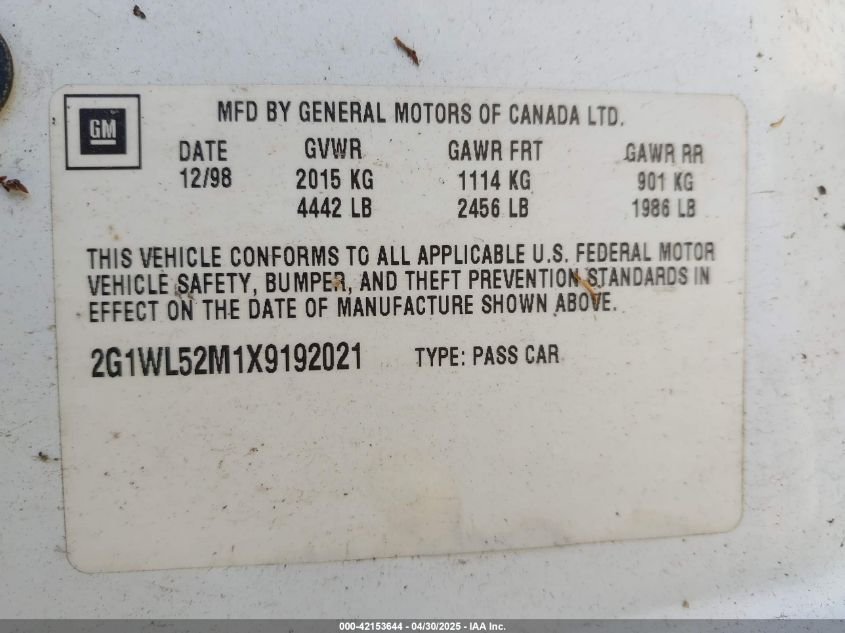 GM
MFD BY GENERAL MOTORS OF CANADA LTD.
DATE GVWR GAWR FRT GAWR RR
12/98 2015 KG 1114 KG 901 KG
4442 LB 2456 LB 1986 LB
THIS VEHICLE CONFORMS TO ALL APPLICABLE U.S. FEDERAL MOTOR
VEHICLE SAFETY, BUMPER, AND THEFT PREVENTION STANDARDS IN
EFFECT ON THE DATE OF MANUFACTURE SHOWN ABOVE.
2G1WL52M1X9192021 TYPE: PASS CAR
000-42153644 - 04/30/2025 - IAA Inc.